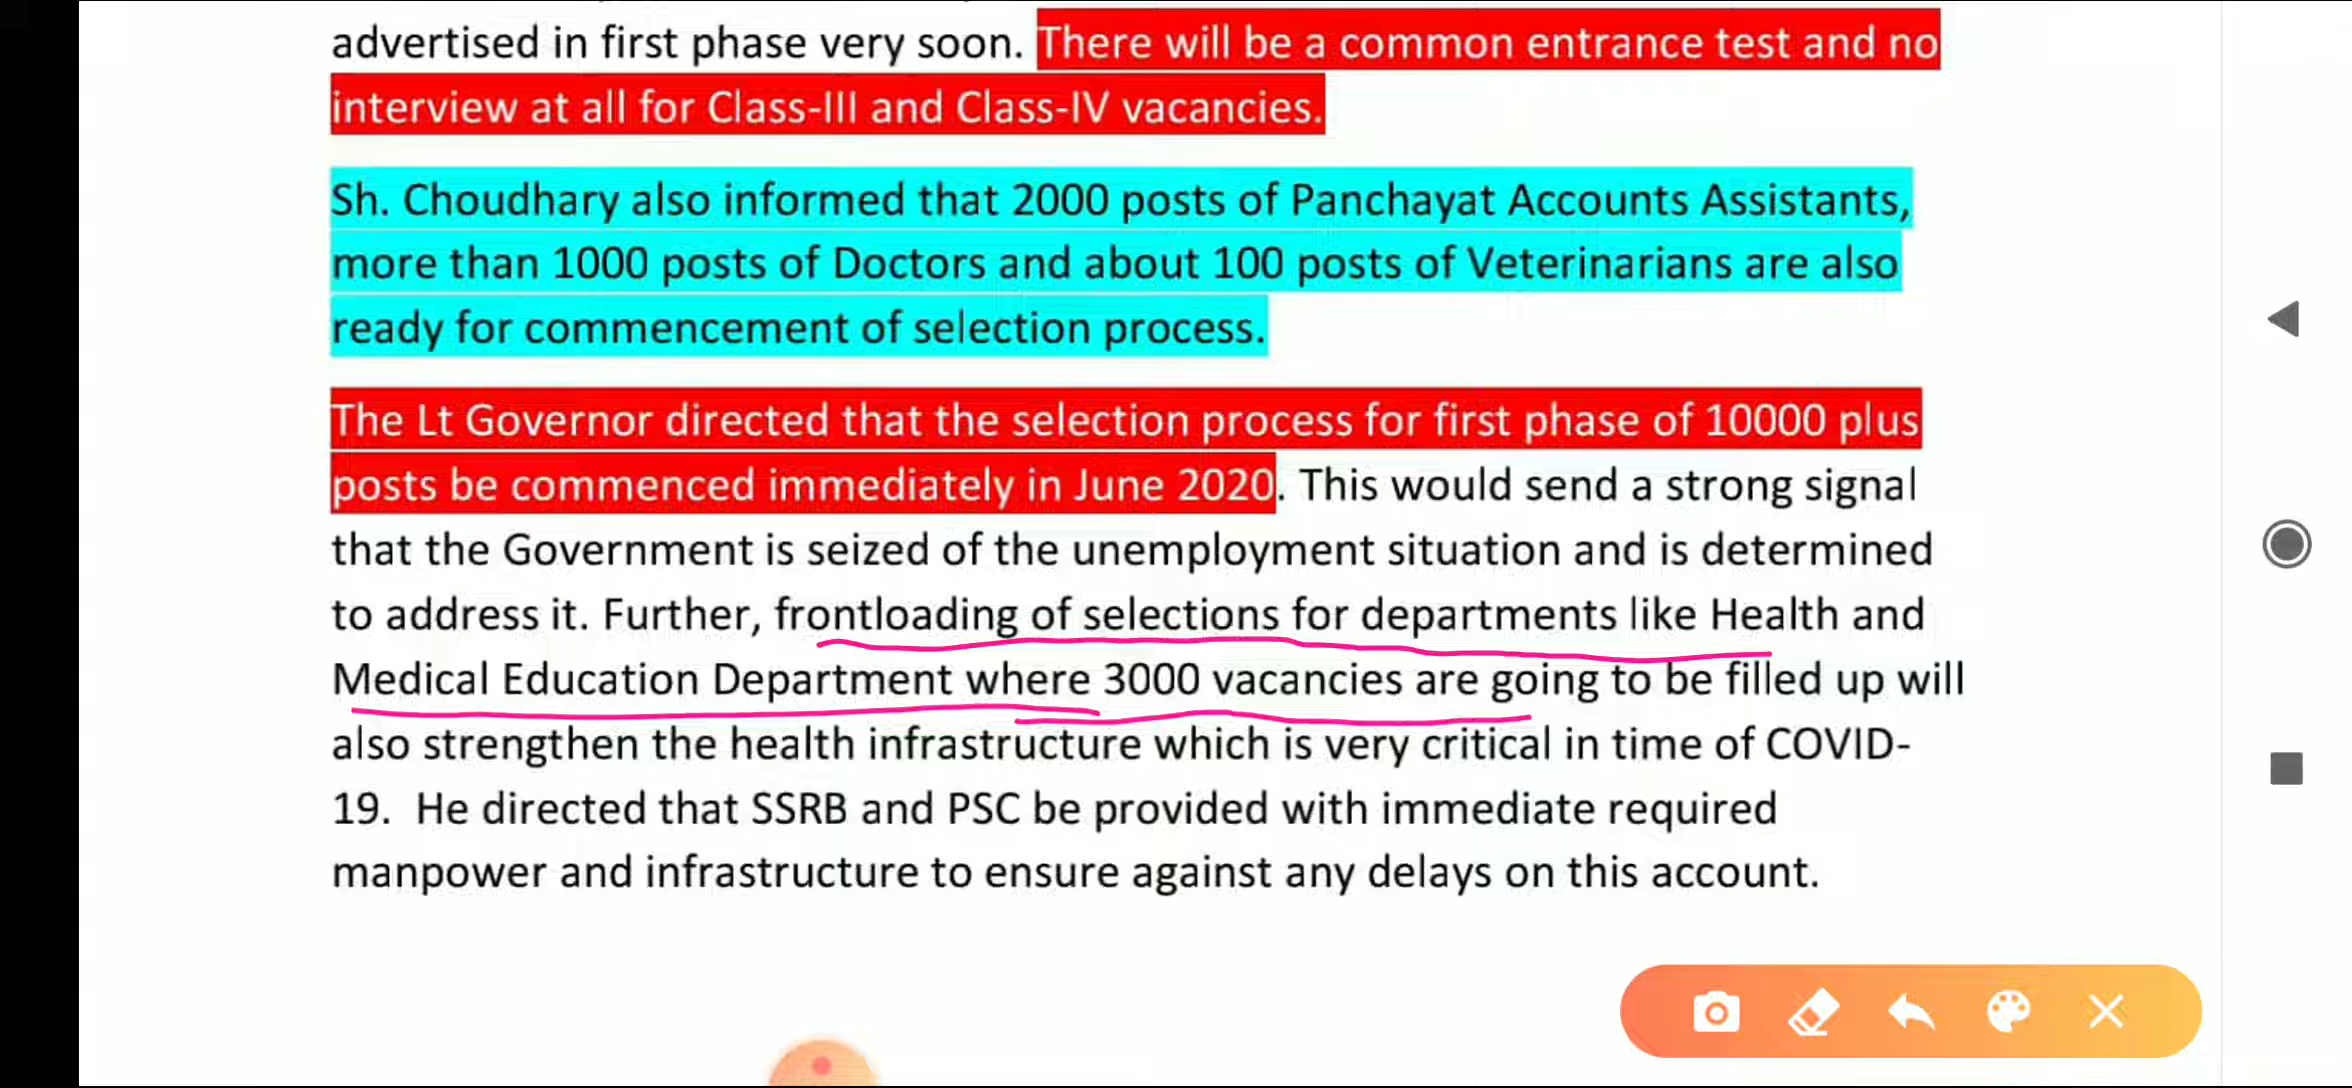 advertised in first phase very soon. There will be a common entrance test and no
interview at all for Class-III and Class-IV vacancies.
Sh. Choudhary also informed that 2000 posts of Panchayat Accounts Assistants,
more than 1000 posts of Doctors and about 100 posts of Veterinarians are also
ready for commencement of selection process.
The Lt Governor directed that the selection process for first phase of 10000 plus
posts be commenced immediately in June 2020. This would send a strong signal
that the Government is seized of the unemployment situation and is determined
to address it. Further, frontloading of selections for departments like Health and
Medical Education Department where 3000 vacancies are going to be filled up will
also strengthen the health infrastructure which is very critical in time of COVID-
19.  He directed that SSRB and PSC be provided with immediate required
manpower and infrastructure to ensure against any delays on this account.